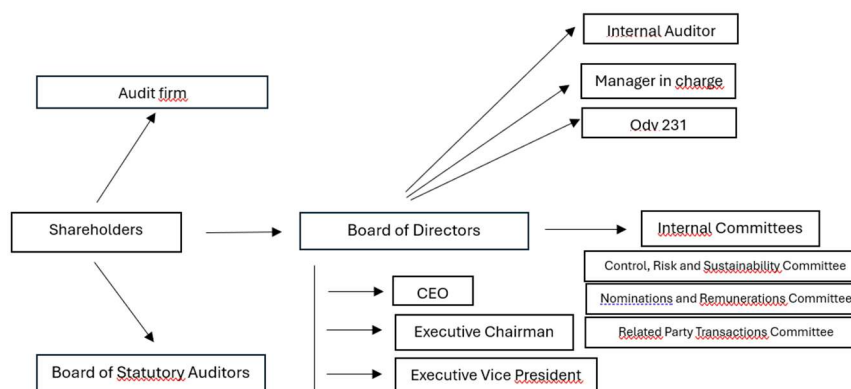 Internal Auditor
Audit firm
Manager in charge
Odv 231
Shareholders
Board of Directors
Internal Committees
Control, Risk and Sustainability Committee
CEO
Nominations and Remunerations Committee
Executive Chairman
Related Party Transactions Committee
Board of Statutory Auditors
Executive Vice President